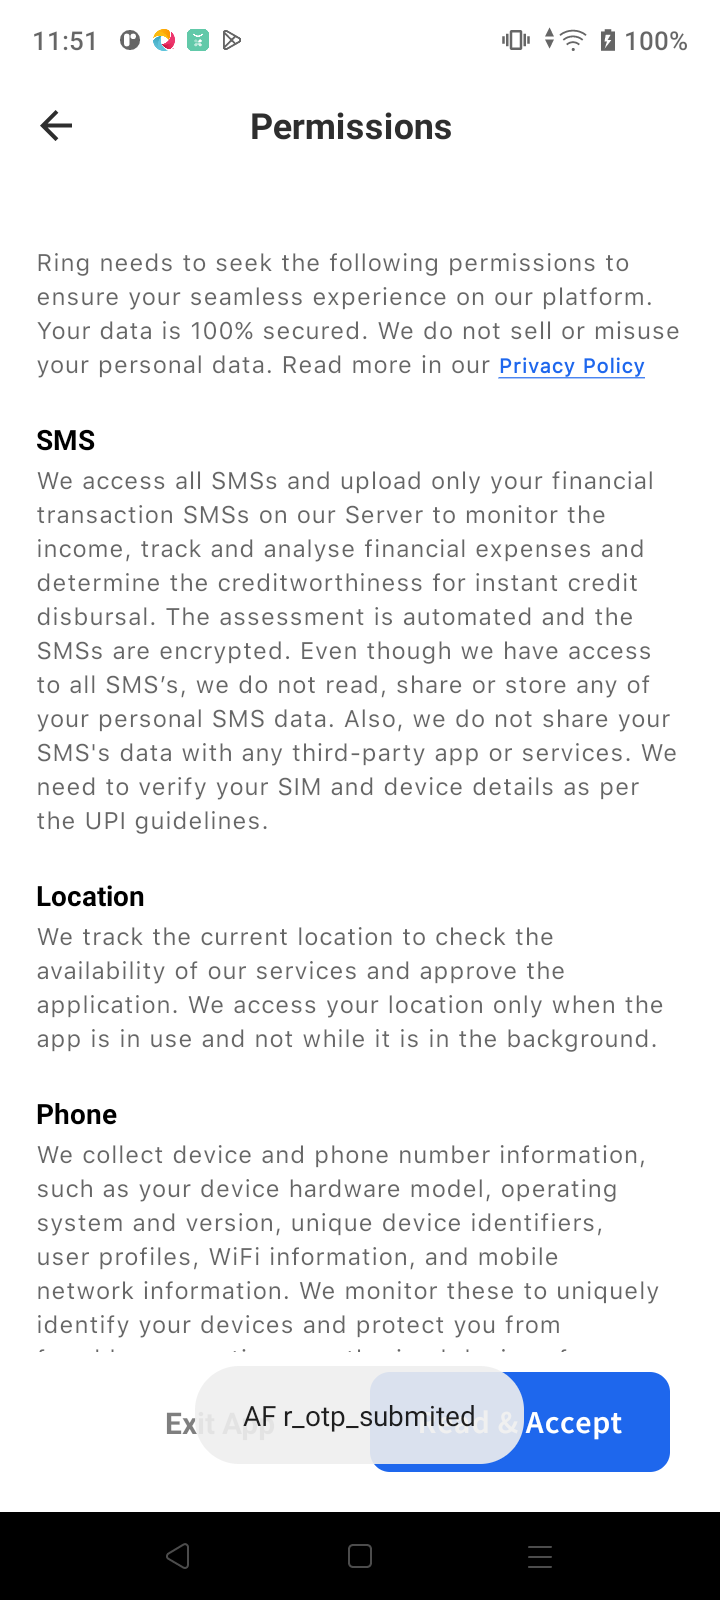 11:51
100%
Permissions
Ring needs to seek the following permissions to
ensure your seamless experience on our platform.
Your data is 100% secured. We do not sell or misuse
your personal data. Read more in our Privacy Policy
SMS
We access all SMSs and upload only your financial
transaction SMSs on our Server to monitor the
income, track and analyse financial expenses and
determine the creditworthiness for instant credit
disbursal. The assessment is automated and the
SMSs are encrypted. Even though we have access
to all SMS’s, we do not read, share or store any of
your personal SMS data. Also, we do not share your
SMS's data with any third-party app or services. We
need to verify your SIM and device details as per
the UPI guidelines.
Location
We track the current location to check the
availability of our services and approve the
application. We access your location only when the
app is in use and not while it is in the background.
Phone
We collect device and phone number information,
such as your device hardware model, operating
system and version, unique device identifiers,
user profiles, WiFi information, and mobile
network information. We monitor these to uniquely
identify your devices and protect you from
Exit App
AF r_otp_submited
Read & Accept